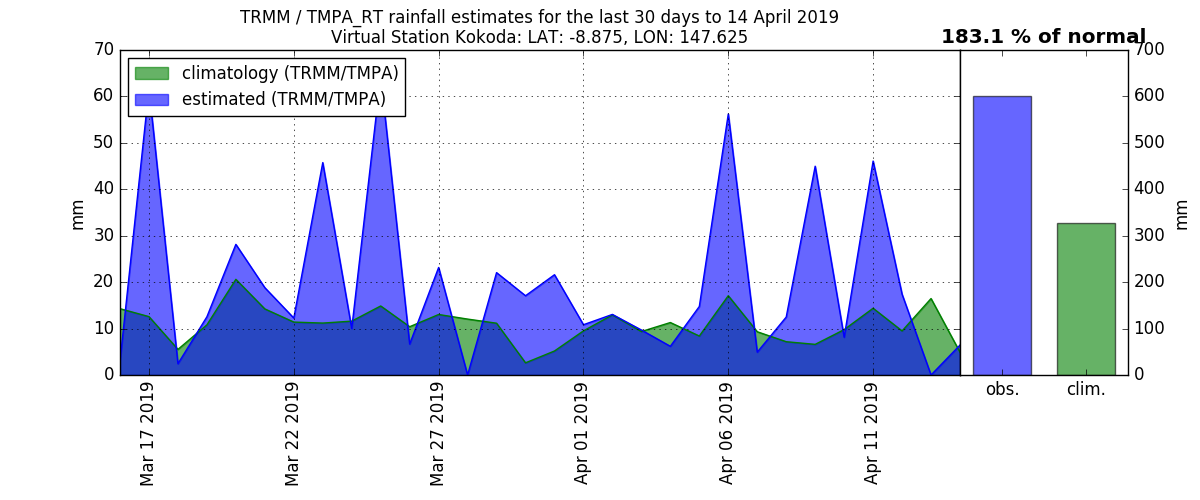 TRMM / TMPA_RT rainfall estimates for the last 30 days to 14 April 2019
Virtual Station Kokoda: LAT: -8.875, LON: 147.625
183.1 % of normal
climatology (TRMM/TMPA)
estimated (TRMM/TMPA)
70
60
50
40
30
20
10
0
mm
Mar 17 2019
Mar 22 2019
Mar 27 2019
Apr 01 2019
Apr 06 2019
Apr 11 2019
obs.
clim.
700
600
500
400
300
200
100
0
mm